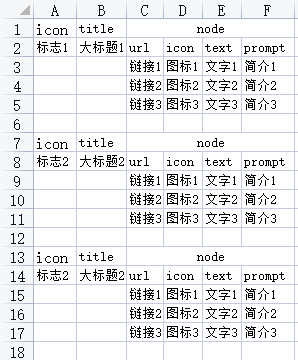 A B C D E F
1 icon title node
2 标志1 大标题1 url icon text prompt
3 链接1 图标1 文字1 简介1
4 链接2 图标2 文字2 简介2
5 链接3 图标3 文字3 简介3
6
7 icon title node
8 标志2 大标题2 url icon text prompt
9 链接1 图标1 文字1 简介1
10 链接2 图标2 文字2 简介2
11 链接3 图标3 文字3 简介3
12
13 icon title node
14 标志2 大标题2 url icon text prompt
15 链接1 图标1 文字1 简介1
16 链接2 图标2 文字2 简介2
17 链接3 图标3 文字3 简介3